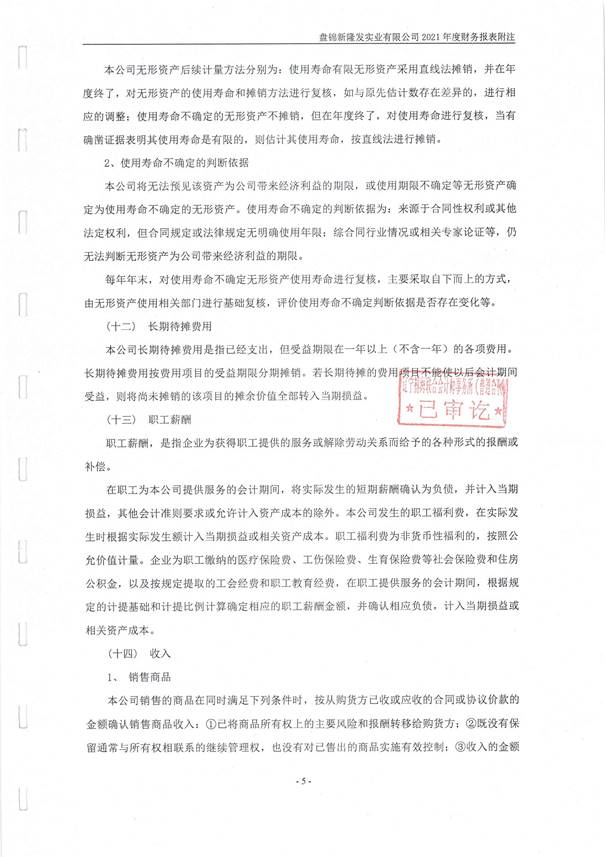 盘锦新隆发实业有限公司 2021 年度财务报表附注
本公司无形资产后续计量方法分别为：使用寿命有限无形资产采用直线法摊销，并在年
度终了，对无形资产的使用寿命和摊销方法进行复核，如与原先估计数存在差异的，进行相
应的调整；使用寿命不确定的无形资产不摊销，但在年度终了，对使用寿命进行复核，当有
确凿证据表明其使用寿命是有限的，则估计其使用寿命，按直线法进行摊销。
2、使用寿命不确定的判断依据
本公司将无法预见该资产为公司带来经济利益的期限，或使用期限不确定等无形资产确
定为使用寿命不确定的无形资产。使用寿命不确定的判断依据为：来源于合同性权利或其他
法定权利，但合同规定或法律规定无明确使用年限；综合同行业情况或相关专家论证等，仍
无法判断无形资产为公司带来经济利益的期限。
每年年末，对使用寿命不确定无形资产使用寿命进行复核，主要采取自下而上的方式，
由无形资产使用相关部门进行基础复核，评价使用寿命不确定判断依据是否存在变化等。
(十二) 长期待摊费用
本公司长期待摊费用是指已经支出，但受益期限在一年以上（不含一年）的各项费用。
长期待摊费用按费用项目的受益期限分期摊销。若长期待摊的费用项目不能使以后会计期间
受益，则将尚未摊销的该项目的摊余价值全部转入当期损益。
已审讫
(十三) 职工薪酬
职工薪酬，是指企业为获得职工提供的服务或解除劳动关系而给予的各种形式的报酬或
补偿。
在职工为本公司提供服务的会计期间，将实际发生的短期薪酬确认为负债，并计入当期
损益，其他会计准则要求或允许计入资产成本的除外。本公司发生的职工福利费，在实际发
生时根据实际发生额计入当期损益或相关资产成本。职工福利费为非货币性福利的，按照公
允价值计量。企业为职工缴纳的医疗保险费、工伤保险费、生育保险费等社会保险费和住房
公积金，以及按规定提取的工会经费和职工教育经费，在职工提供服务的会计期间，根据规
定的计提基础和计提比例计算确定相应的职工薪酬金额，并确认相应负债，计入当期损益或
相关资产成本。
(十四) 收入
1、 销售商品
本公司销售的商品在同时满足下列条件时，按从购货方已收或应收的合同或协议价款的
金额确认销售商品收入：①已将商品所有权上的主要风险和报酬转移给购货方；②既没有保
留通常与所有权相联系的继续管理权，也没有对已售出的商品实施有效控制；③收入的金额
- 5 -